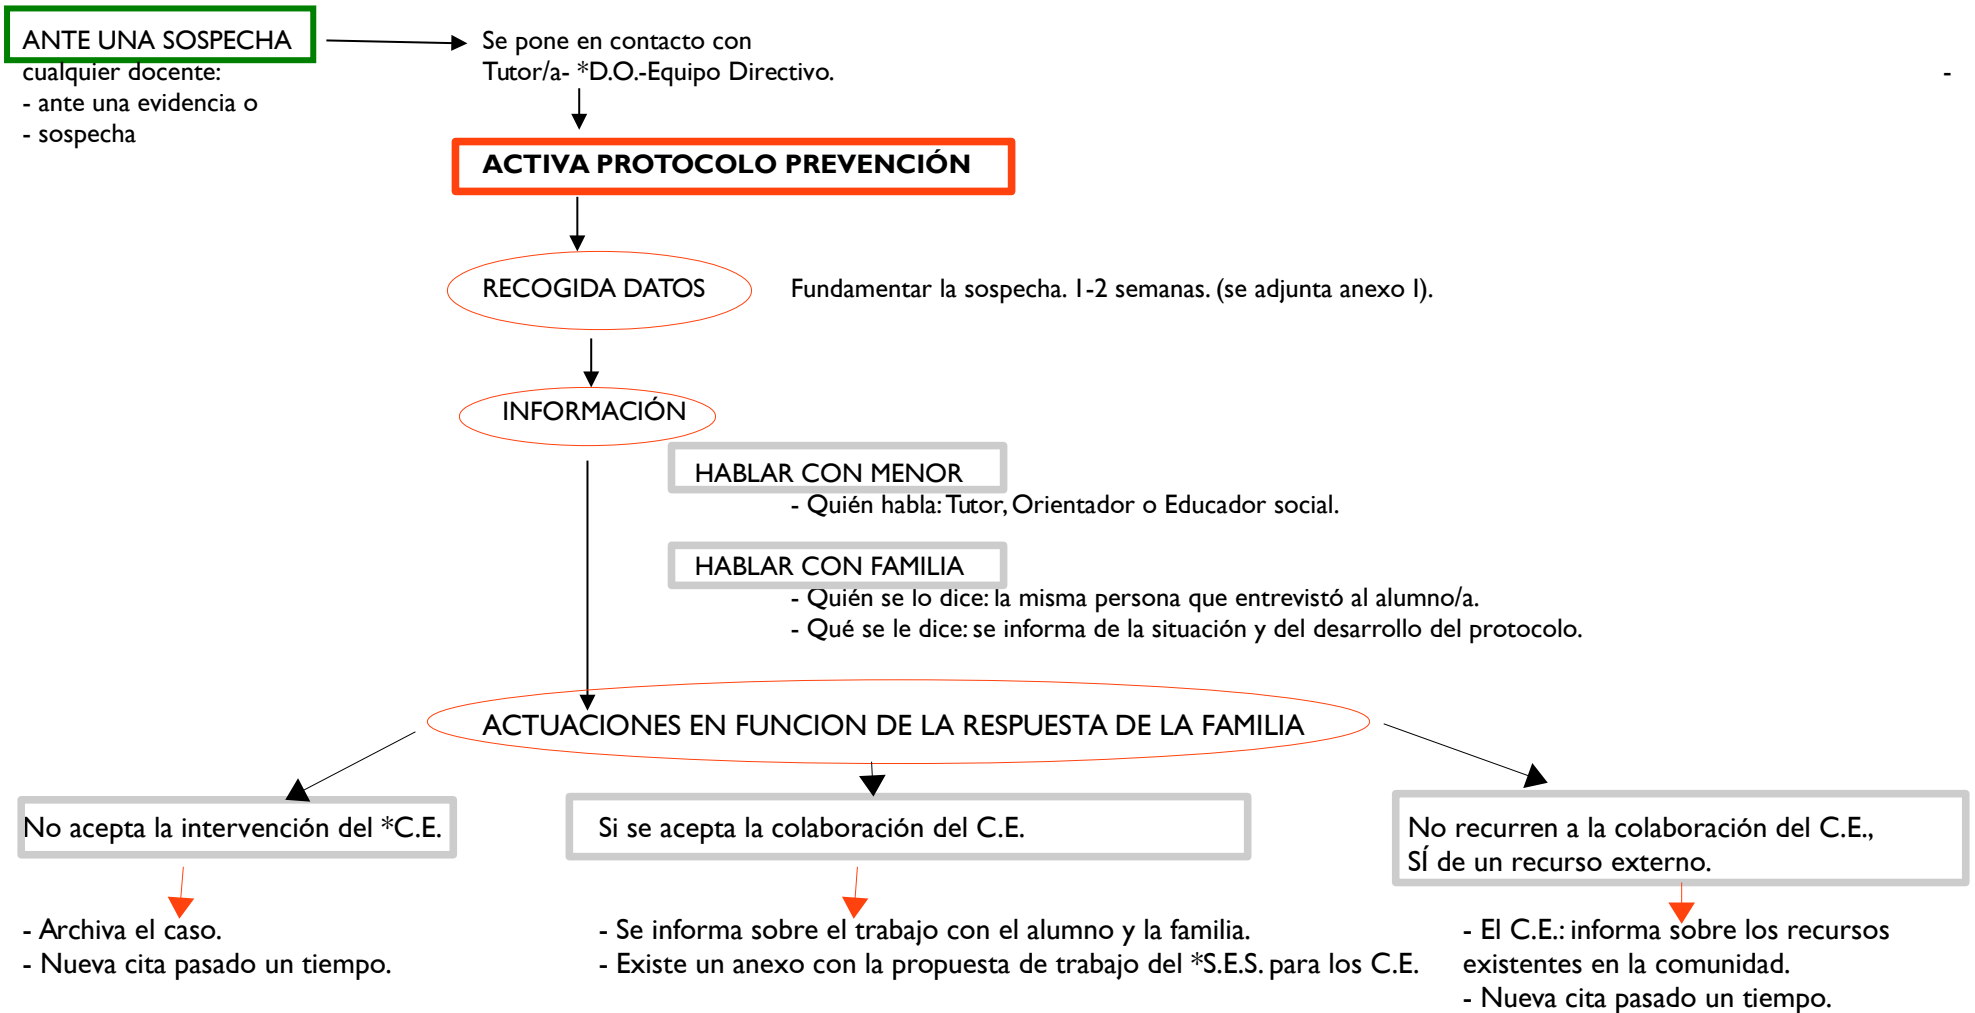 ANTE UNA SOSPECHA
cualquier docente:
- ante una evidencia o
- sospecha
Se pone en contacto con
Tutor/a- *D.O.-Equipo Directivo.
-
ACTIVA PROTOCOLO PREVENCIÓN
RECOGIDA DATOS
Fundamentar la sospecha. 1-2 semanas. (se adjunta anexo I).
INFORMACIÓN
HABLAR CON MENOR
- Quién habla: Tutor, Orientador o Educador social.
HABLAR CON FAMILIA
- Quién se lo dice: la misma persona que entrevistó al alumno/a.
- Qué se le dice: se informa de la situación y del desarrollo del protocolo.
ACTUACIONES EN FUNCION DE LA RESPUESTA DE LA FAMILIA
No acepta la intervención del *C.E.
- Archiva el caso.
- Nueva cita pasado un tiempo.
Si se acepta la colaboración del C.E.
- Se informa sobre el trabajo con el alumno y la familia.
- Existe un anexo con la propuesta de trabajo del *S.E.S. para los C.E.
No recurren a la colaboración del C.E.,
SÍ de un recurso externo.
- El C.E.: informa sobre los recursos
existentes en la comunidad.
- Nueva cita pasado un tiempo.